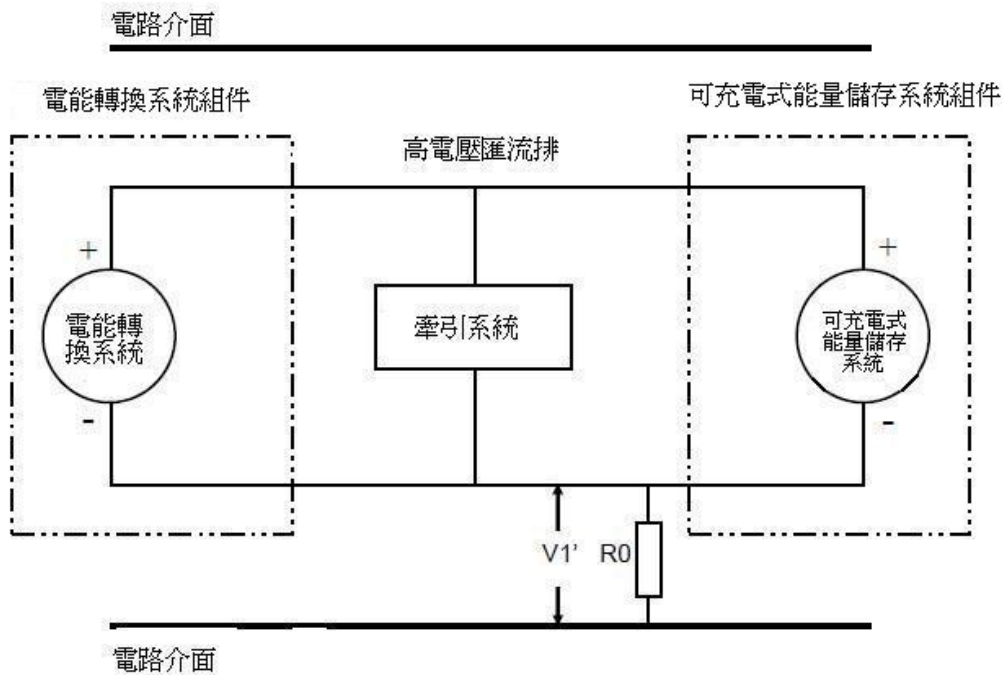 電路介面
電能轉換系統組件
可充電式能量儲存系統組件
高電壓匯流排
+
+
電能轉
換系統
牽引系統
可充電式
能量儲存
系統
-
-
V1’
R0
電路介面